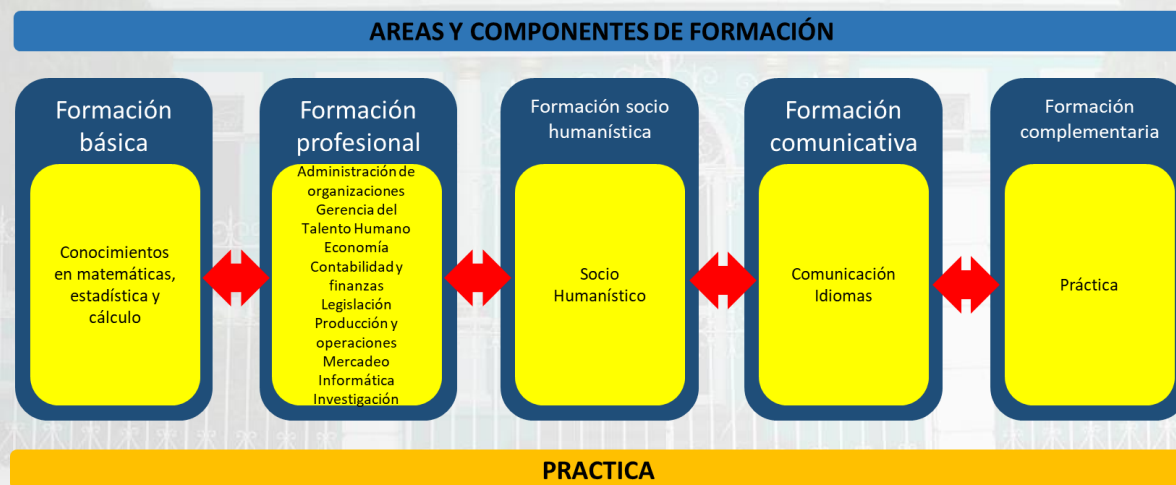 AREAS Y COMPONENTES DE FORMACIÓN
Formación
básica
Conocimientos
en matemáticas,
estadística y
cálculo
Formación
profesional
Administración de
organizaciones
Gerencia del
Talento Humano
Economía
Contabilidad y
finanzas
Legislación
Producción y
operaciones
Mercadeo
Informática
Investigación
Formación socio
humanística
Socio
Humanístico
Formación
comunicativa
Comunicación
Idiomas
Formación
complementaria
Práctica
PRACTICA